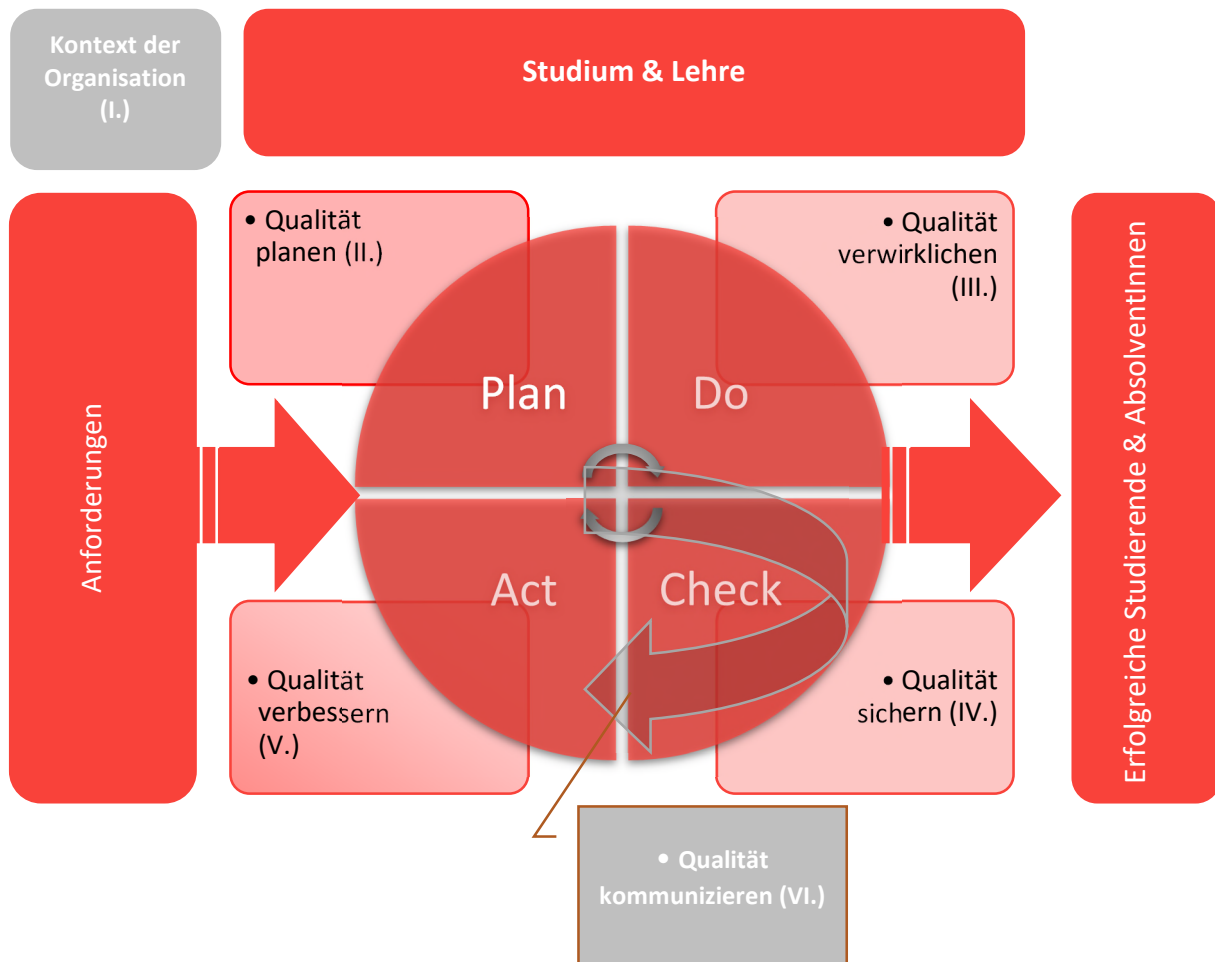 Kontext der
Organisation
(I.)
Studium & Lehre
Anforderungen
• Qualität
planen (II.)
• Qualität
verwirklichen
(III.)
Plan
Do
Act
Check
• Qualität
verbessern
(V.)
• Qualität
sichern (IV.)
Erfolgreiche Studierende & AbsolventInnen
• Qualität
kommunizieren (VI.)